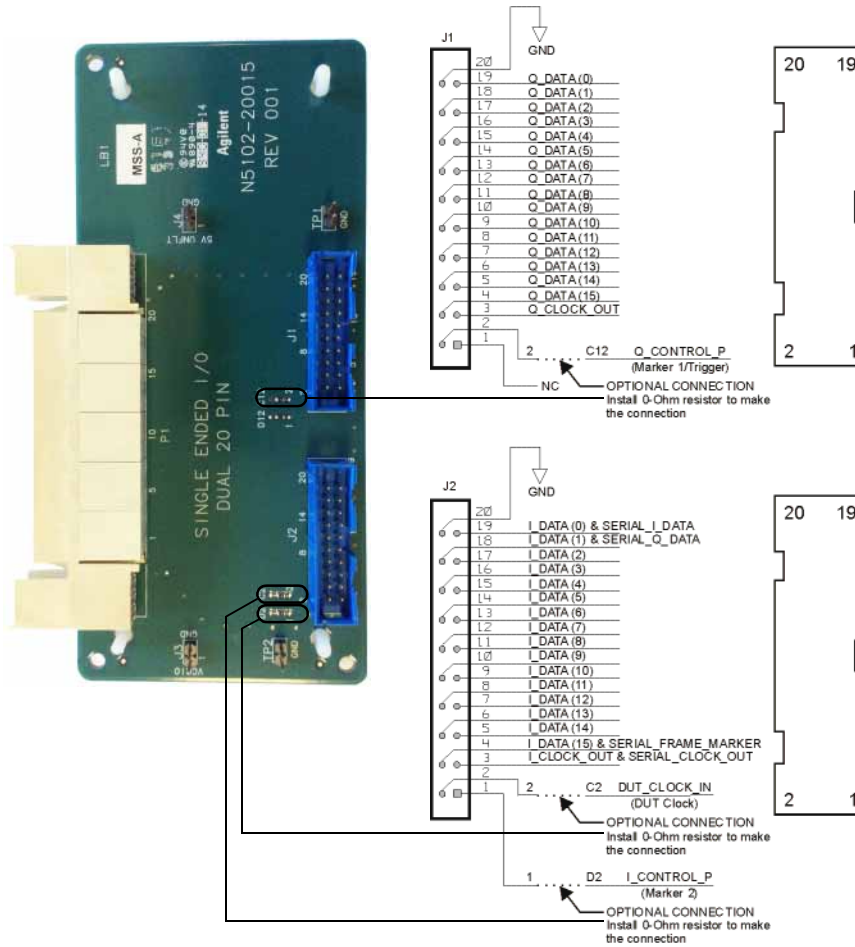 LB1
MSS-A
94V0
Agilent
N5102-20015
REV 001
J4
GND
5V UNFLT
TP1
GND
20
14
8
J1
20
15
10
5
1
P1
D12
1
2
SINGLE ENDED I/O
DUAL 20 PIN
20
14
8
J2
J3
GND
VCCIO
TP2
GND
J1
GND
20
19 Q_DATA(0)
18 Q_DATA(1)
17 Q_DATA(2)
16 Q_DATA(3)
15 Q_DATA(4)
14 Q_DATA(5)
13 Q_DATA(6)
12 Q_DATA(7)
11 Q_DATA(8)
10 Q_DATA(9)
9 Q_DATA(10)
8 Q_DATA(11)
7 Q_DATA(12)
6 Q_DATA(13)
5 Q_DATA(14)
4 Q_DATA(15)
3 Q_CLOCK_OUT
2
1
2 C12 Q_CONTROL_P
(Marker 1/Trigger)
NC
OPTIONAL CONNECTION
Install 0-Ohm resistor to make
the connection
20 19
2 1
J2
GND
20
19 I_DATA(0) & SERIAL_I_DATA
18 I_DATA(1) & SERIAL_Q_DATA
17 I_DATA(2)
16 I_DATA(3)
15 I_DATA(4)
14 I_DATA(5)
13 I_DATA(6)
12 I_DATA(7)
11 I_DATA(8)
10 I_DATA(9)
9 I_DATA(10)
8 I_DATA(11)
7 I_DATA(12)
6 I_DATA(13)
5 I_DATA(14)
4 I_DATA(15) & SERIAL_FRAME_MARKER
3 I_CLOCK_OUT & SERIAL_CLOCK_OUT
2
1
2 C2 DUT_CLOCK_IN
(DUT Clock)
OPTIONAL CONNECTION
Install 0-Ohm resistor to make
the connection
1 D2 I_CONTROL_P
(Marker 2)
OPTIONAL CONNECTION
Install 0-Ohm resistor to make
the connection
20 19
2 1